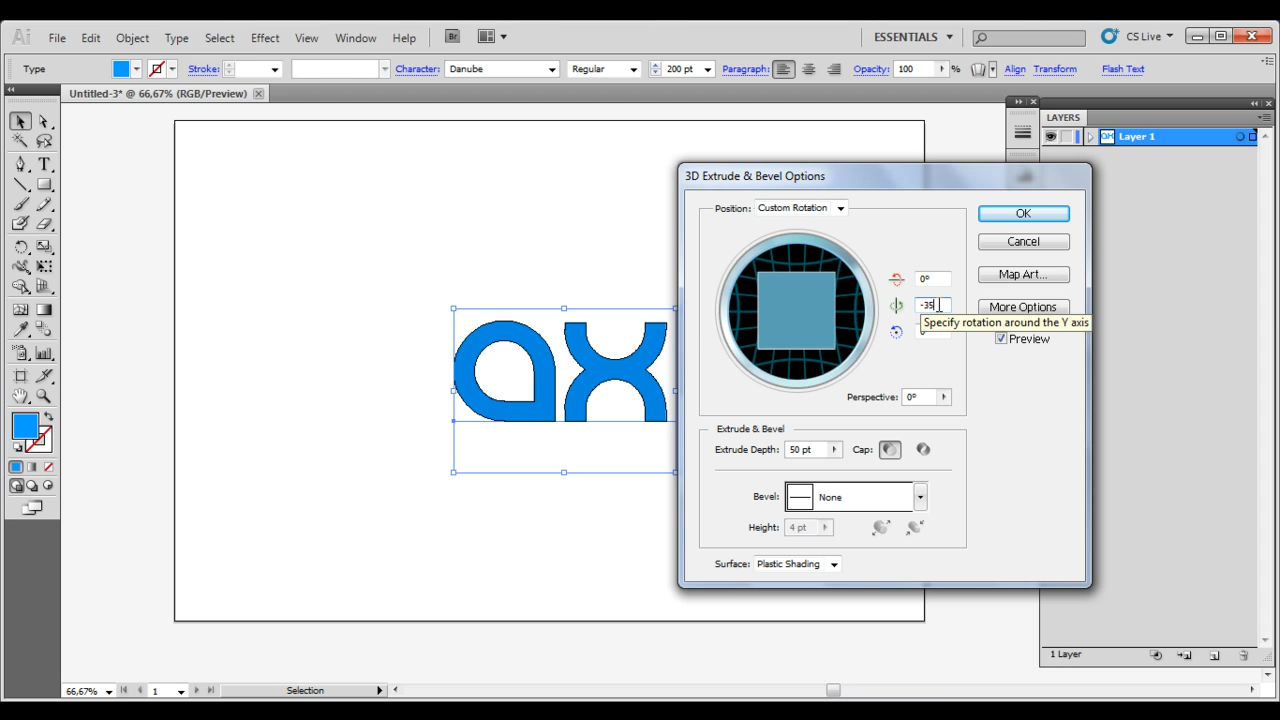 Ai File Edit Object Type Select Effect View Window Help Br ESSENTIALS CS Live
Type Stroke: Character: Danube Regular 200 pt Paragraph: Opacity: 100 % Align Transform Flash Text
Untitled-3* @ 66,67% (RGB/Preview)
LAYERS
Layer 1
ax
3D Extrude & Bevel Options
Position: Custom Rotation
OK
Cancel
Map Art...
More Options
Preview
0°
-35
Specify rotation around the Y axis
Perspective: 0°
Extrude & Bevel
Extrude Depth: 50 pt Cap:
Bevel: None
Height: 4 pt
Surface: Plastic Shading
1 Layer
66,67% 1 Selection